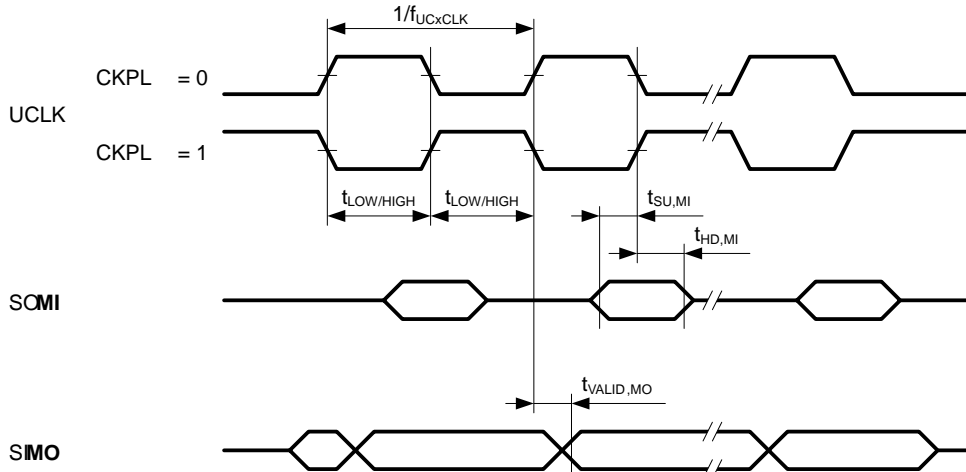 1/fUCxCLK
CKPL = 0
UCLK
CKPL = 1
tLOW/HIGH tLOW/HIGH tSU,MI
tHD,MI
SOMI
tVALID,MO
SIMO